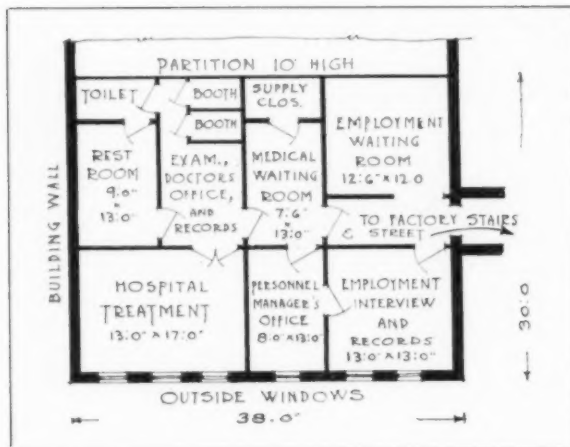 PARTITION 10' HIGH
TOILET
BOOTH
BOOTH
SUPPLY
CLOS.
EMPLOYMENT
WAITING
ROOM
12'6" x 12.0
REST
ROOM
9.0"
x
13.0"
EXAM.,
DOCTORS
OFFICE,
AND
RECORDS
MEDICAL
WAITING
ROOM
7'6"
x
13.0"
TO FACTORY STAIRS
& STREET
BUILDING WALL
HOSPITAL
TREATMENT
13.0" x 17.0"
PERSONNEL
MANAGER'S
OFFICE
8.0" x 13.0"
EMPLOYMENT
INTERVIEW
AND
RECORDS
13.0" x 13.0"
30.0
OUTSIDE WINDOWS
38.0"